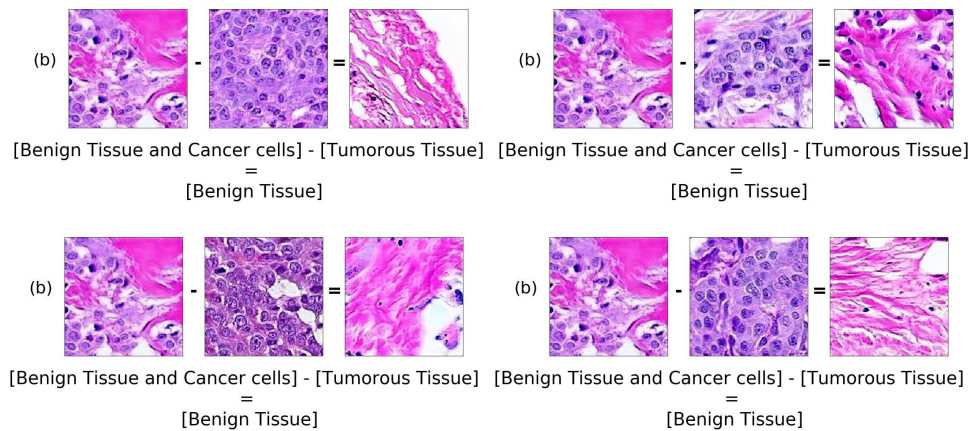 (b) - =
(b) - =
[Benign Tissue and Cancer cells] - [Tumorous Tissue]
=
[Benign Tissue]
[Benign Tissue and Cancer cells] - [Tumorous Tissue]
=
[Benign Tissue]
(b) - =
(b) - =
[Benign Tissue and Cancer cells] - [Tumorous Tissue]
=
[Benign Tissue]
[Benign Tissue and Cancer cells] - [Tumorous Tissue]
=
[Benign Tissue]